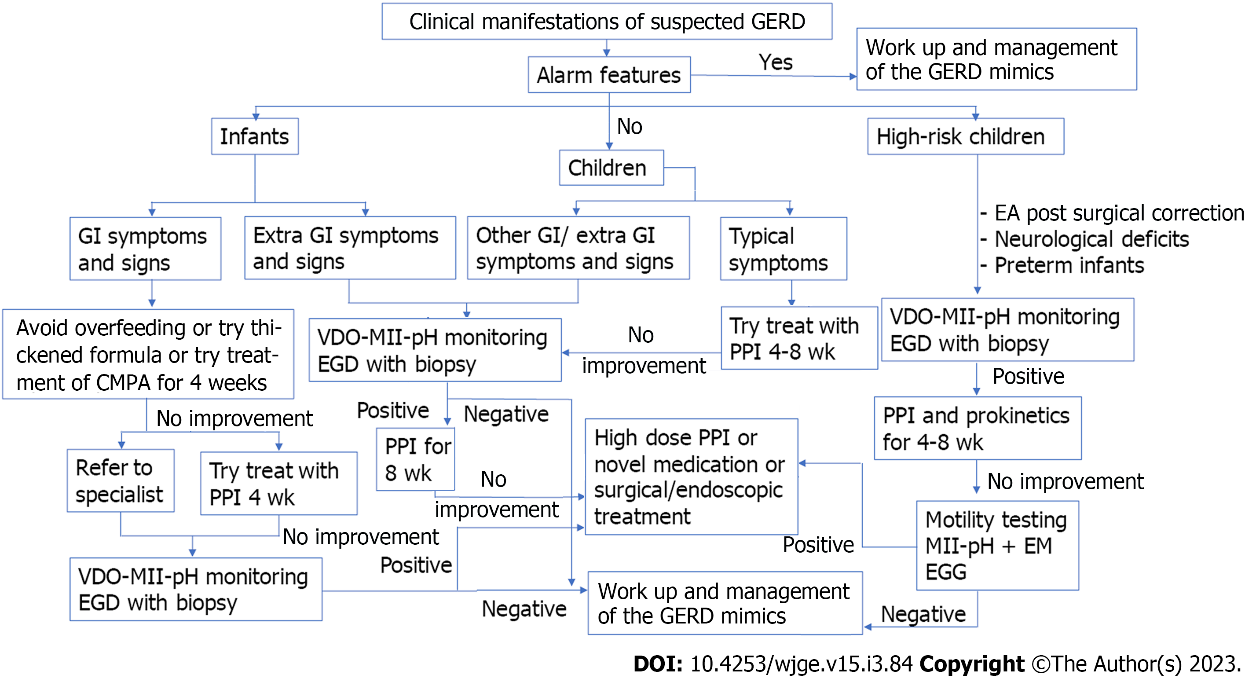 Clinical manifestations of suspected GERD
Alarm features
Yes
Work up and management
of the GERD mimics
Infants
No
High-risk children
Children
GI symptoms
and signs
Extra GI symptoms
and signs
Other GI/ extra GI
symptoms and signs
Typical
symptoms
- EA post surgical correction
- Neurological deficits
- Preterm infants
Avoid overfeeding or try thi-
ckened formula or try treat-
ment of CMPA for 4 weeks
VDO-MII-pH monitoring
EGD with biopsy
No
improvement
Try treat with
PPI 4-8 wk
VDO-MII-pH monitoring
EGD with biopsy
Positive
No improvement
Positive
Negative
PPI and prokinetics
for 4-8 wk
Refer to
specialist
Try treat with
PPI 4 wk
PPI for
8 wk
High dose PPI or
novel medication or
surgical/endoscopic
treatment
No
improvement
No improvement
No improvement
Motility testing
MII-pH + EM
EGG
Positive
VDO-MII-pH monitoring
EGD with biopsy
Positive
Negative
Work up and management
of the GERD mimics
Negative
DOI: 10.4253/wjge.v15.i3.84 Copyright ©The Author(s) 2023.